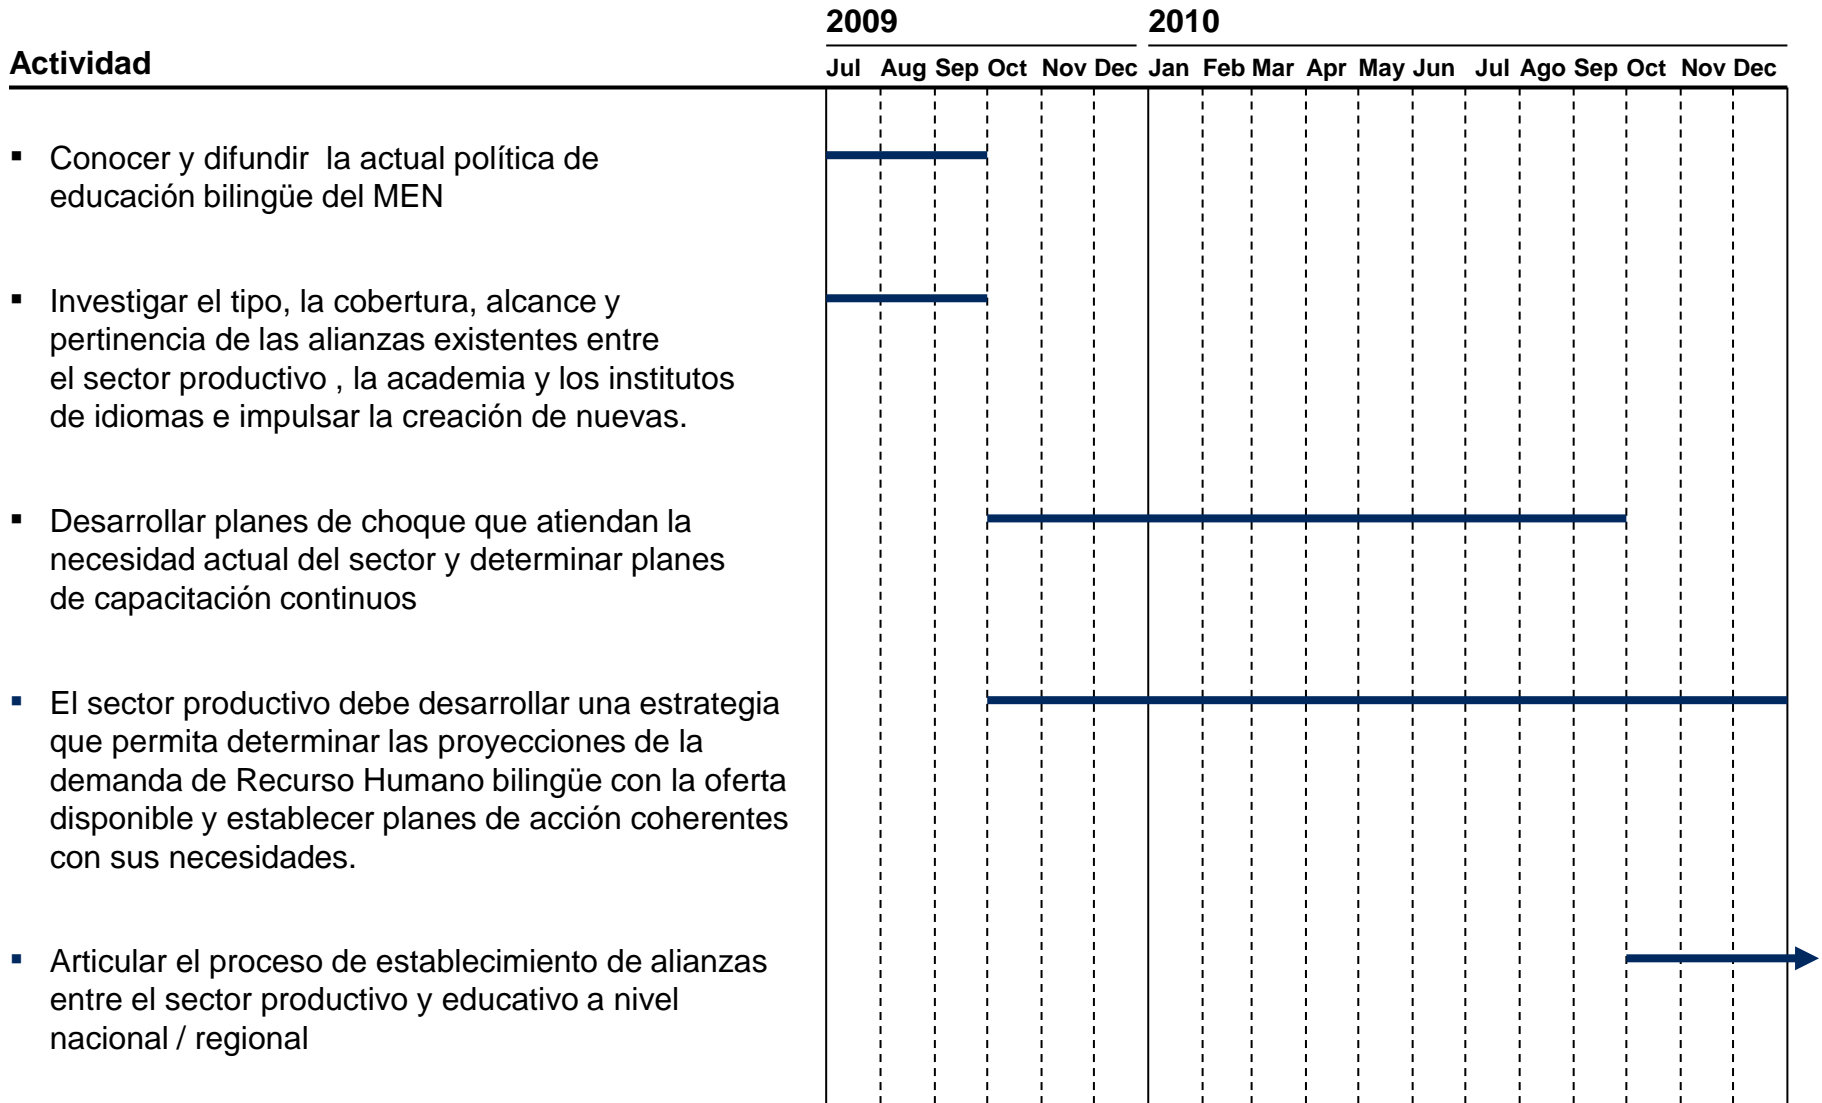 2009 2010
Actividad Jul Aug Sep Oct Nov Dec Jan Feb Mar Apr May Jun Jul Ago Sep Oct Nov Dec
▪ Conocer y difundir la actual política de
educación bilingüe del MEN
▪ Investigar el tipo, la cobertura, alcance y
pertinencia de las alianzas existentes entre
el sector productivo , la academia y los institutos
de idiomas e impulsar la creación de nuevas.
▪ Desarrollar planes de choque que atiendan la
necesidad actual del sector y determinar planes
de capacitación continuos
▪ El sector productivo debe desarrollar una estrategia
que permita determinar las proyecciones de la
demanda de Recurso Humano bilingüe con la oferta
disponible y establecer planes de acción coherentes
con sus necesidades.
▪ Articular el proceso de establecimiento de alianzas
entre el sector productivo y educativo a nivel
nacional / regional